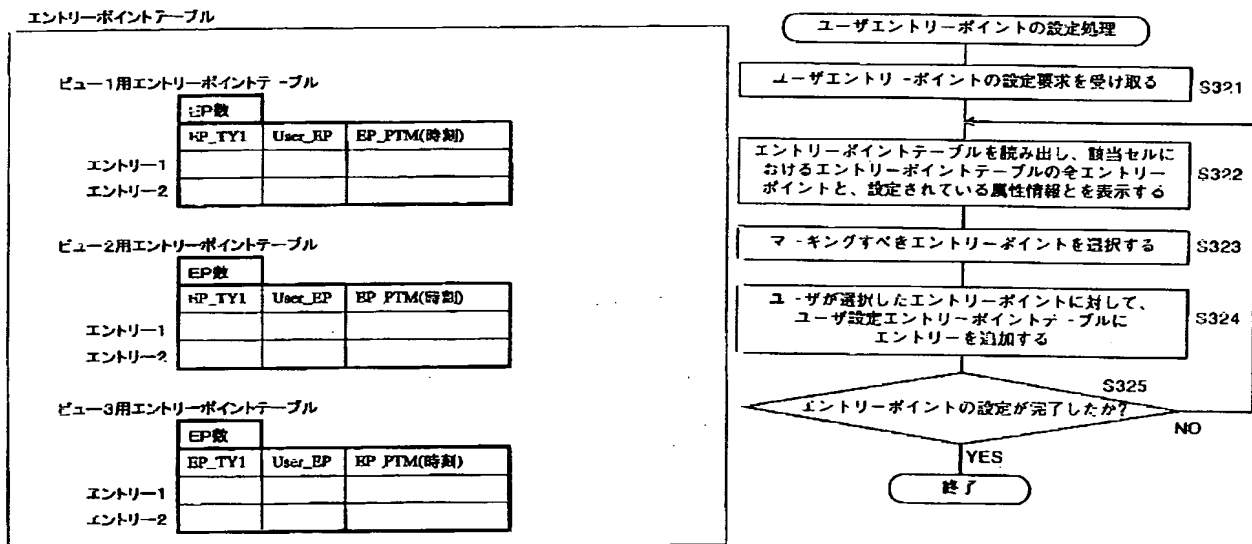 エントリーポイントテーブル
ビュー1用エントリーポイントテーブル
EP数
EP_TY1 User_EP EP_PTM(時刻)
エントリー1
エントリー2
ビュー2用エントリーポイントテーブル
EP数
EP_TY1 User_EP EP_PTM(時刻)
エントリー1
エントリー2
ビュー3用エントリーポイントテーブル
EP数
EP_TY1 User_EP EP_PTM(時刻)
エントリー1
エントリー2
ユーザエントリーポイントの設定処理
ユーザエントリーポイントの設定要求を受け取る
S321
エントリーポイントテーブルを読み出し、該当セルに
おけるエントリーポイントテーブルの全エントリー
ポイントと、設定されている属性情報とを表示する
S322
マーキングすべきエントリーポイントを選択する
S323
ユーザが選択したエントリーポイントに対して、
ユーザ設定エントリーポイントテーブルに
エントリーを追加する
S324
S325
エントリーポイントの設定が完了したか?
NO
YES
終了